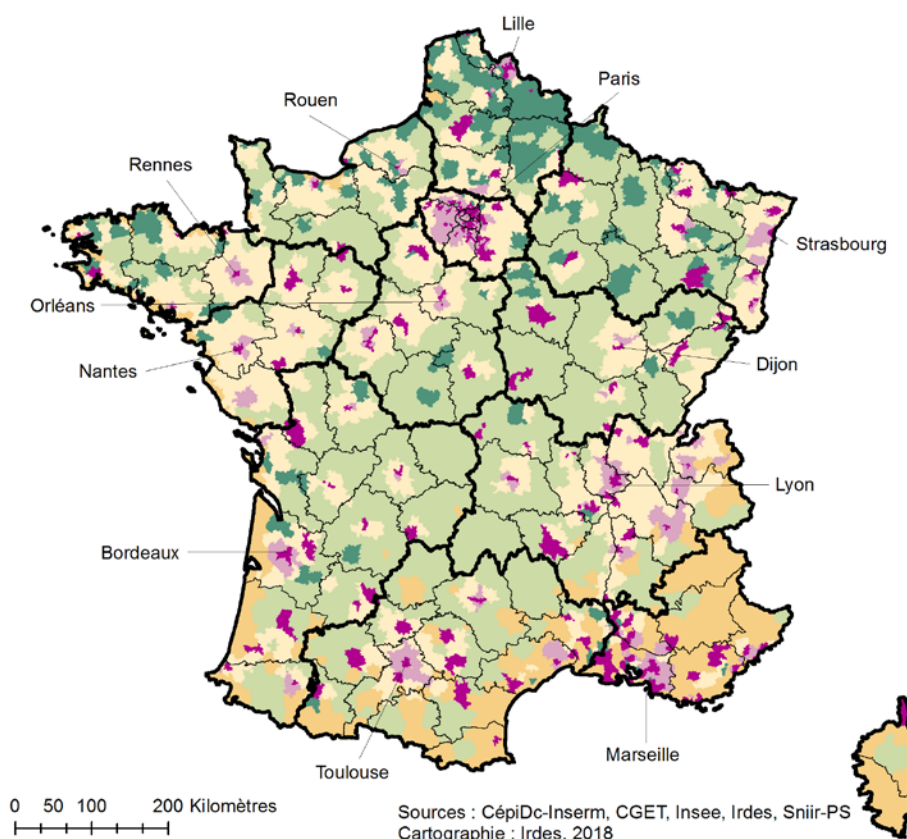 Lille
Paris
Rouen
Rennes
Strasbourg
Orléans
Nantes
Dijon
Lyon
Bordeaux
Marseille
Toulouse
0 50 100 200 Kilomètres
Sources : CépiDc-Inserm, CGET, Insee, Irdes, Sniir-PS
Cartographie : Irdes, 2018